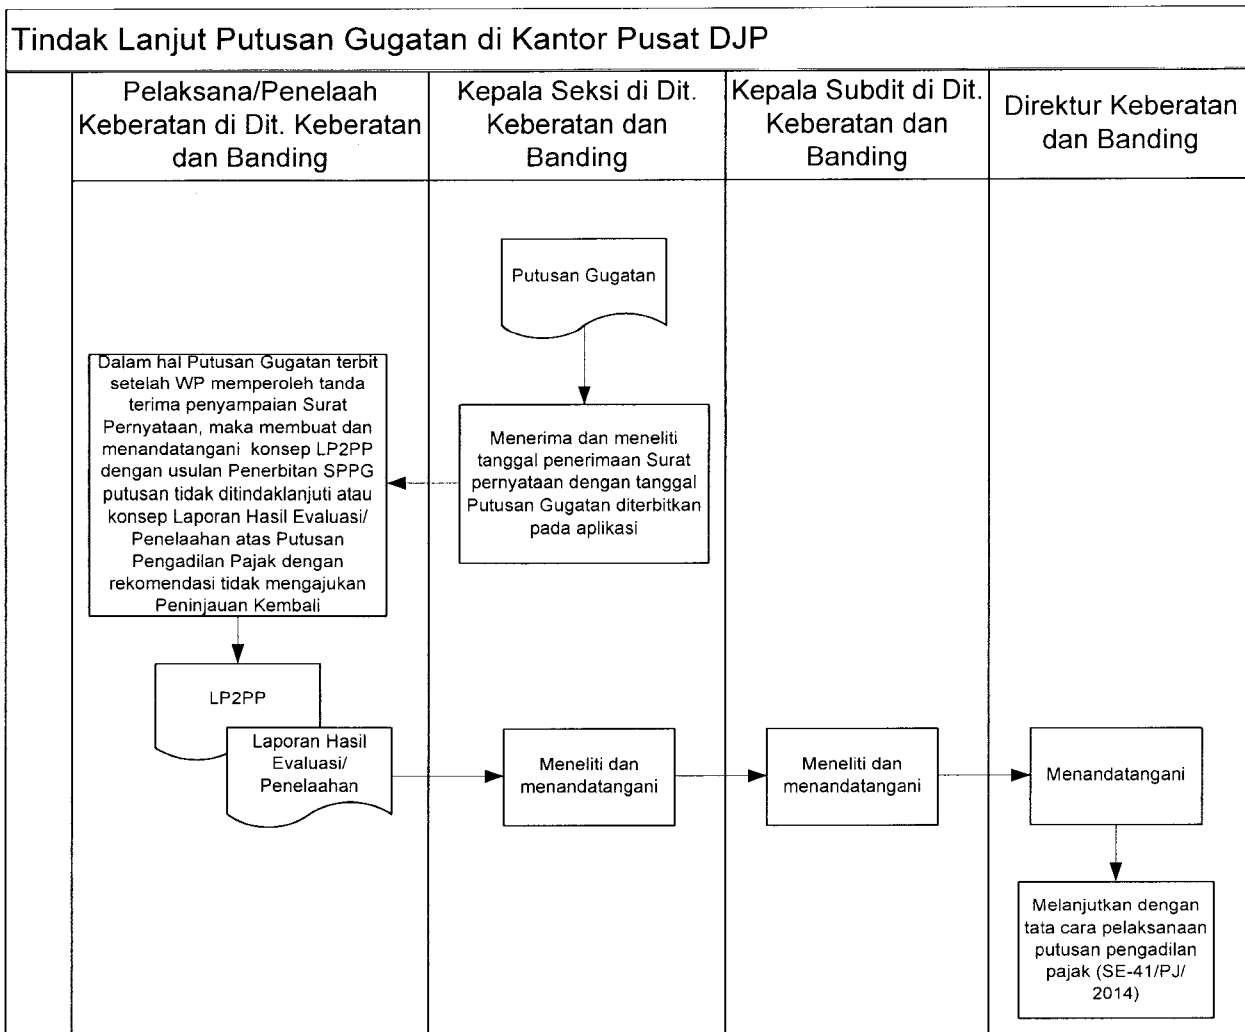 Tindak Lanjut Putusan Gugatan di Kantor Pusat DJP
Pelaksana/Penelaah
Keberatan di Dit. Keberatan
dan Banding
Kepala Seksi di Dit.
Keberatan dan
Banding
Kepala Subdit di Dit.
Keberatan dan
Banding
Direktur Keberatan
dan Banding
Putusan Gugatan
Menerima dan meneliti
tanggal penerimaan Surat
pernyataan dengan tanggal
Putusan Gugatan diterbitkan
pada aplikasi
Dalam hal Putusan Gugatan terbit
setelah WP memperoleh tanda
terima penyampaian Surat
Pernyataan, maka membuat dan
menandatangani konsep LP2PP
dengan usulan Penerbitan SPPG
putusan tidak ditindaklanjuti atau
konsep Laporan Hasil Evaluasi/
Penelaahan atas Putusan
Pengadilan Pajak dengan
rekomendasi tidak mengajukan
Peninjauan Kembali
LP2PP
Laporan Hasil
Evaluasi/
Penelaahan
Meneliti dan
menandatangani
Meneliti dan
menandatangani
Menandatangani
Melanjutkan dengan
tata cara pelaksanaan
putusan pengadilan
pajak (SE-41/PJ/
2014)